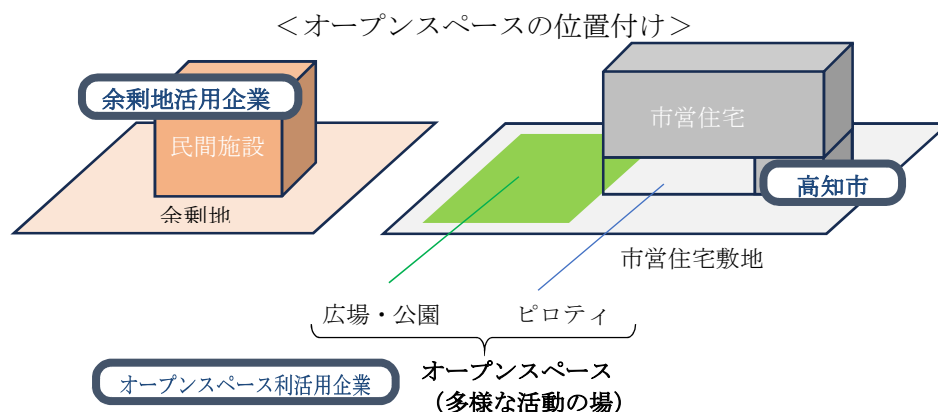 ＜オープンスペースの位置付け＞
余剰地活用企業
民間施設
余剰地
市営住宅
高知市
市営住宅敷地
広場・公園
ピロティ
オープンスペース利活用企業
オープンスペース
（多様な活動の場）